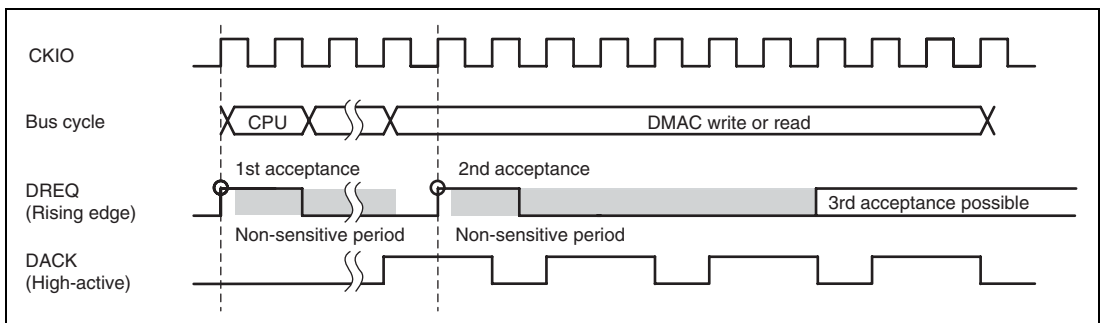 CKIO
Bus cycle
CPU
DMAC write or read
1st acceptance
2nd acceptance
DREQ
(Rising edge)
3rd acceptance possible
Non-sensitive period
Non-sensitive period
DACK
(High-active)